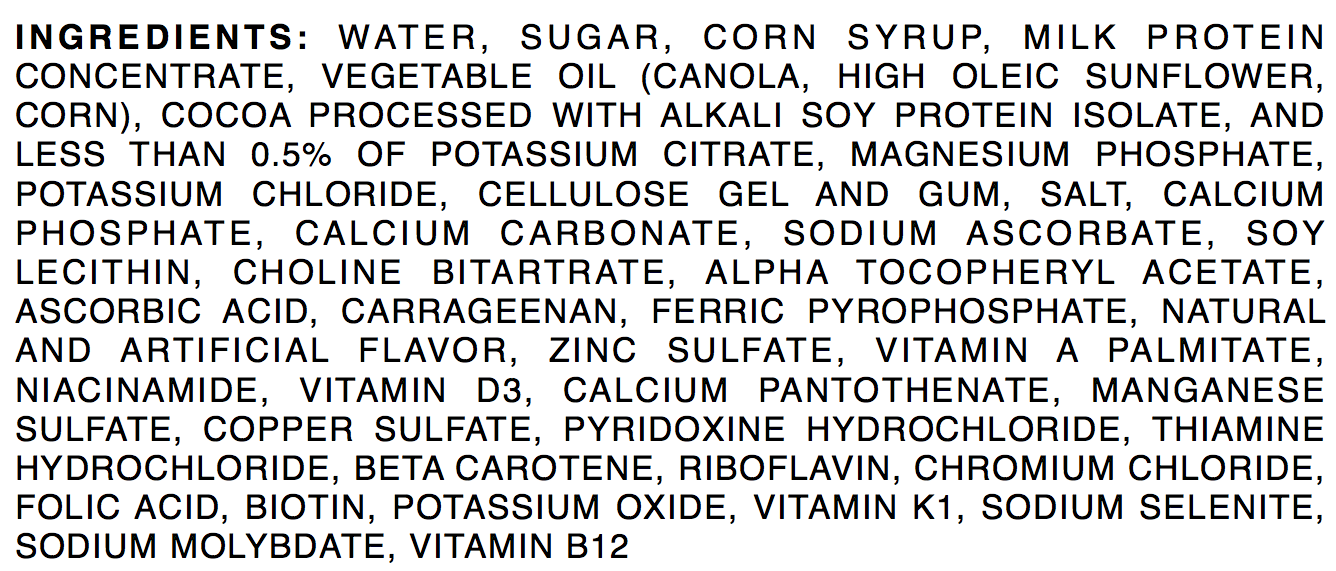 INGREDIENTS: WATER, SUGAR, CORN SYRUP, MILK PROTEIN
CONCENTRATE, VEGETABLE OIL (CANOLA, HIGH OLEIC SUNFLOWER,
CORN), COCOA PROCESSED WITH ALKALI SOY PROTEIN ISOLATE, AND
LESS THAN 0.5% OF POTASSIUM CITRATE, MAGNESIUM PHOSPHATE,
POTASSIUM CHLORIDE, CELLULOSE GEL AND GUM, SALT, CALCIUM
PHOSPHATE, CALCIUM CARBONATE, SODIUM ASCORBATE, SOY
LECITHIN, CHOLINE BITARTRATE, ALPHA TOCOPHERYL ACETATE,
ASCORBIC ACID, CARRAGEENAN, FERRIC PYROPHOSPHATE, NATURAL
AND ARTIFICIAL FLAVOR, ZINC SULFATE, VITAMIN A PALMITATE,
NIACINAMIDE, VITAMIN D3, CALCIUM PANTOTHENATE, MANGANESE
SULFATE, COPPER SULFATE, PYRIDOXINE HYDROCHLORIDE, THIAMINE
HYDROCHLORIDE, BETA CAROTENE, RIBOFLAVIN, CHROMIUM CHLORIDE,
FOLIC ACID, BIOTIN, POTASSIUM OXIDE, VITAMIN K1, SODIUM SELENITE,
SODIUM MOLYBDATE, VITAMIN B12